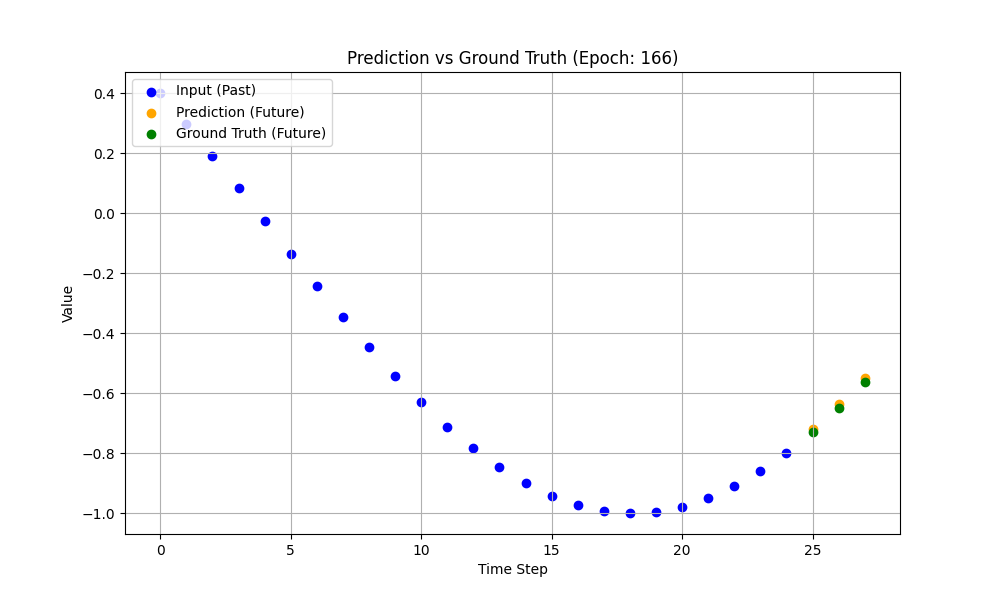 Prediction vs Ground Truth (Epoch: 166)
Input (Past)
Prediction (Future)
Ground Truth (Future)
Value
0.4
0.2
0.0
−0.2
−0.4
−0.6
−0.8
−1.0
0 5 10 15 20 25
Time Step